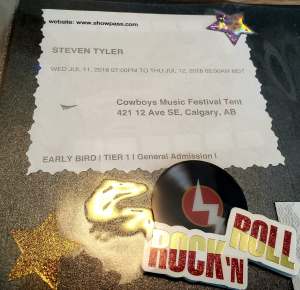 website: www.showpass.com
STEVEN TYLER
WED JUL, 11, 2018 07:00PM TO THU JUL, 12, 2018 02:00AM MDT
Cowboys Music Festival Tent
421 12 Ave SE, Calgary, AB
EARLY BIRD | TIER 1 | General Admission |
ROCK'N
ROLL